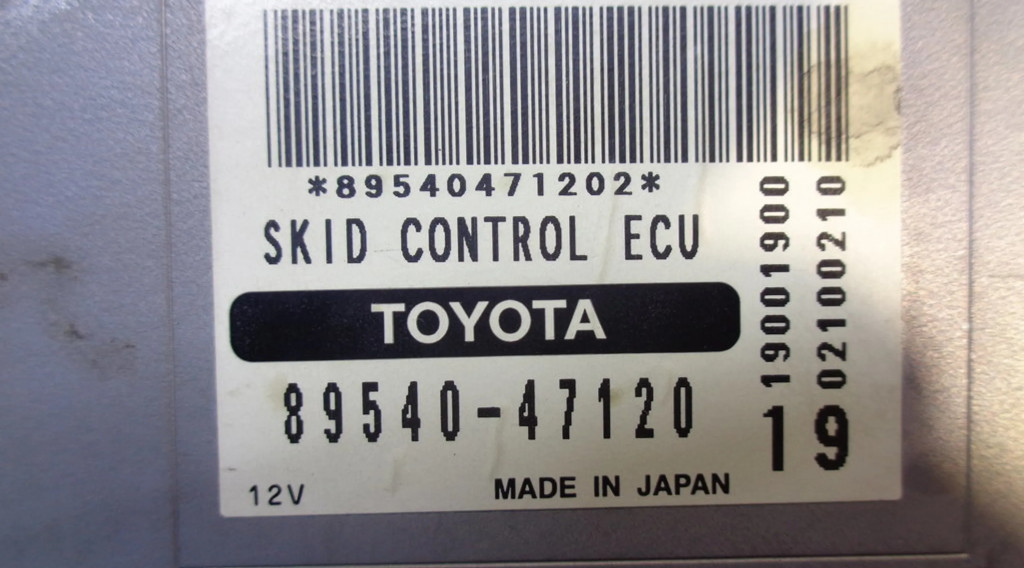 *89540471202*
SKID CONTROL ECU
TOYOTA
89540-47120
12V
MADE IN JAPAN
19001900
02100210
19